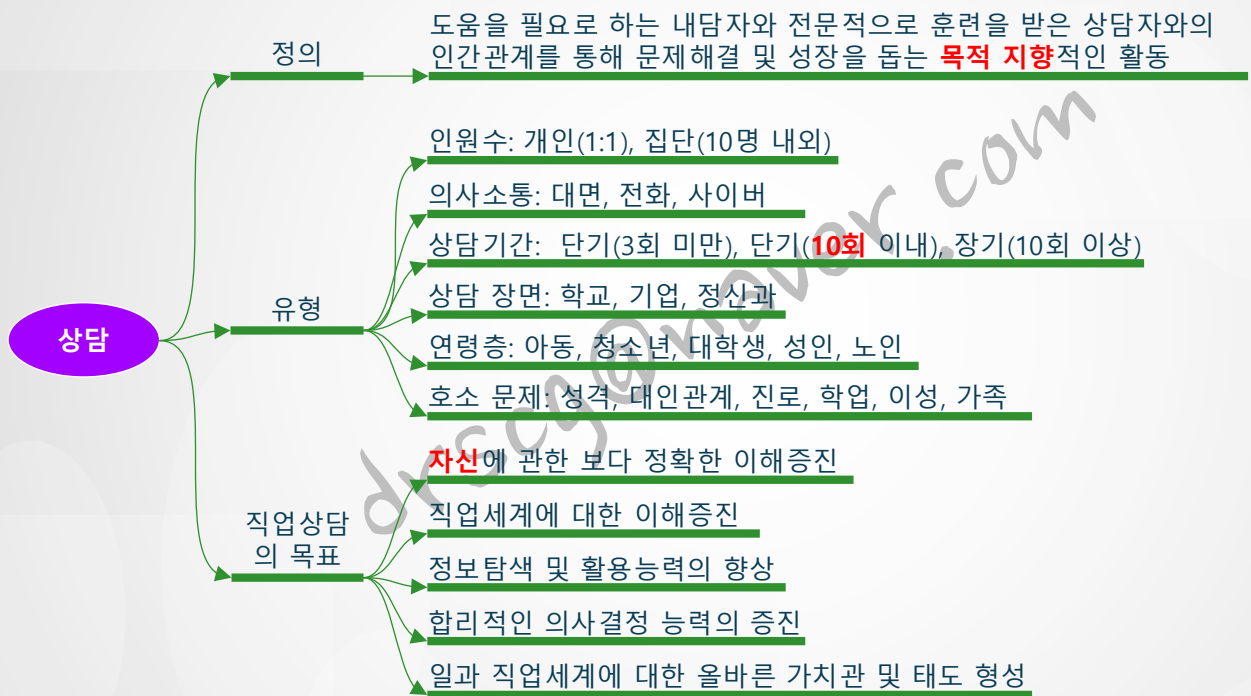 정의
도움을 필요로 하는 내담자와 전문적으로 훈련을 받은 상담자와의
인간관계를 통해 문제해결 및 성장을 돕는 목적 지향적인 활동
인원수: 개인(1:1), 집단(10명 내외)
의사소통: 대면, 전화, 사이버
상담기간: 단기(3회 미만), 단기(10회 이내), 장기(10회 이상)
유형
상담 장면: 학교, 기업, 정신과
상담
연령층: 아동, 청소년, 대학생, 성인, 노인
호소 문제: 성격, 대인관계, 진로, 학업, 이성, 가족
자신에 관한 보다 정확한 이해증진
직업상담
의 목표
직업세계에 대한 이해증진
정보탐색 및 활용능력의 향상
합리적인 의사결정 능력의 증진
일과 직업세계에 대한 올바른 가치관 및 태도 형성
drscg@naver.com